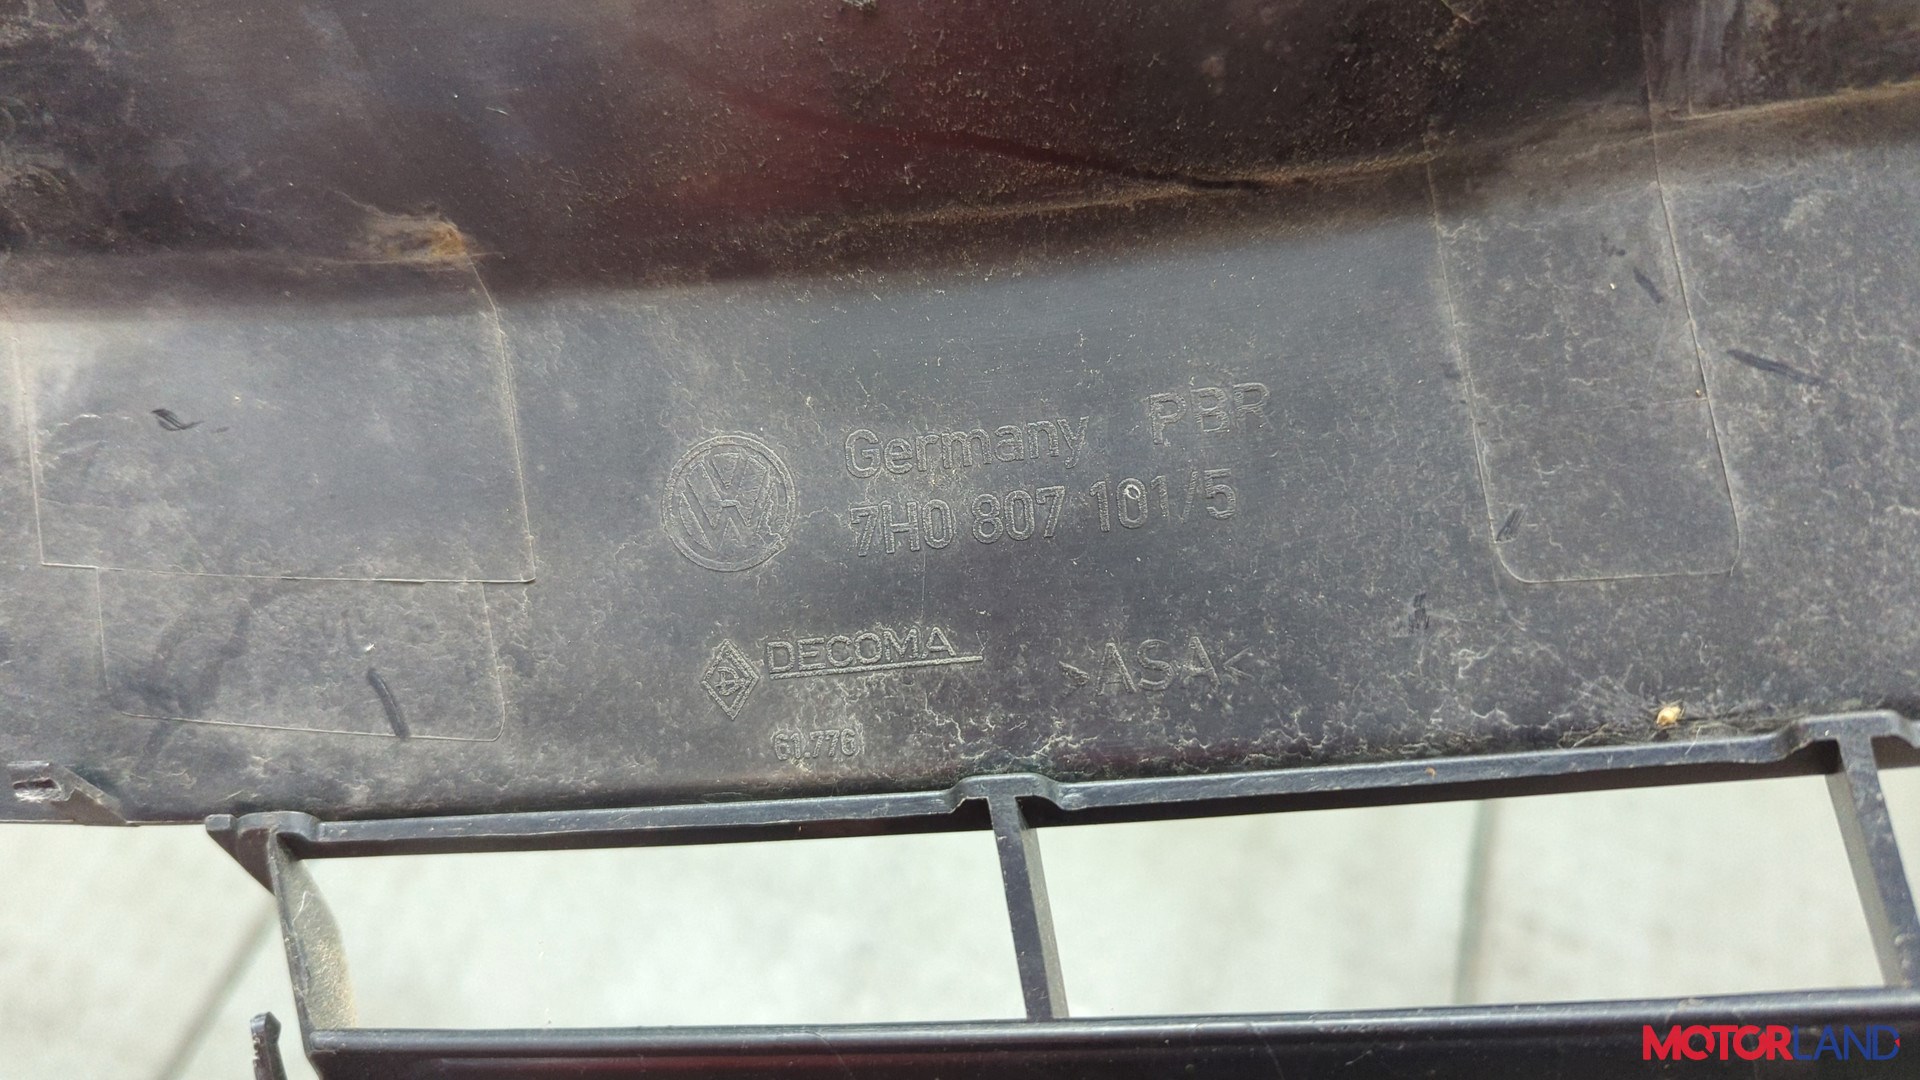 Germany PBR
7H0 807 101/5
DECOMA
>ASA<
61.776
MOTORLAND